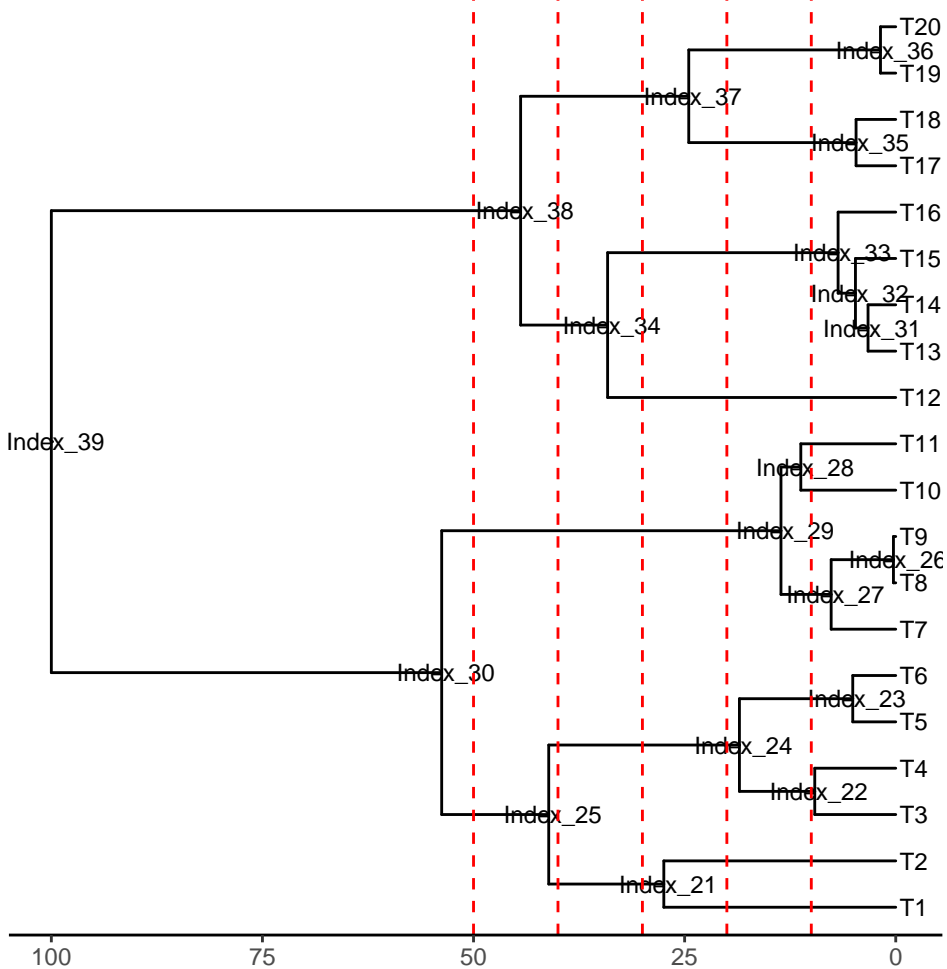 T20
Index_36
T19
Index_37
T18
Index_35
T17
Index_38
T16
Index_33
T15
Index_32
T14
Index_34
Index_31
T13
T12
Index_39
T11
Index_28
T10
Index_29
T9
Index_26
T8
Index_27
T7
Index_30
T6
Index_23
T5
Index_24
T4
Index_22
T3
Index_25
T2
Index_21
T1
100 75 50 25 0